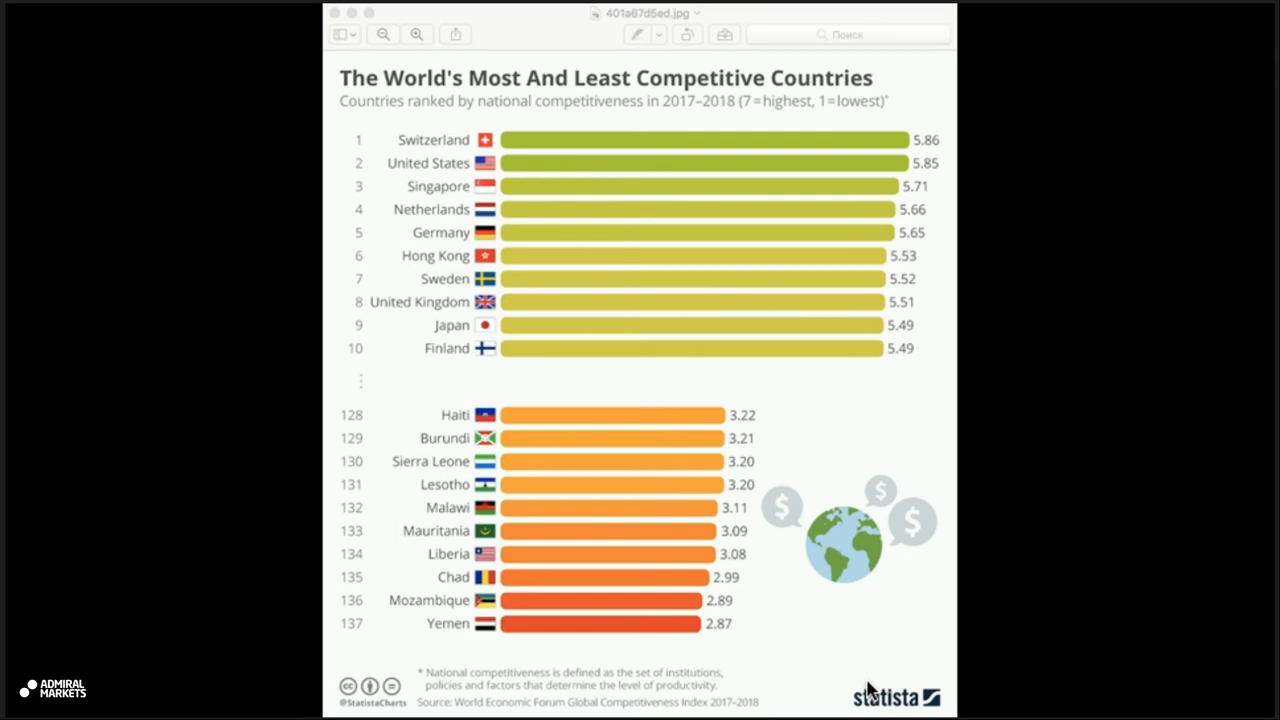 401a67d5ed.jpg
Поиск
The World's Most And Least Competitive Countries
Countries ranked by national competitiveness in 2017–2018 (7=highest, 1=lowest)*
1 Switzerland 5.86
2 United States 5.85
3 Singapore 5.71
4 Netherlands 5.66
5 Germany 5.65
6 Hong Kong 5.53
7 Sweden 5.52
8 United Kingdom 5.51
9 Japan 5.49
10 Finland 5.49
128 Haiti 3.22
129 Burundi 3.21
130 Sierra Leone 3.20
131 Lesotho 3.20
132 Malawi 3.11
133 Mauritania 3.09
134 Liberia 3.08
135 Chad 2.99
136 Mozambique 2.89
137 Yemen 2.87
$ $ $
* National competitiveness is defined as the set of institutions,
policies and factors that determine the level of productivity.
cc
@StatistaCharts Source: World Economic Forum Global Competitiveness Index 2017–2018
statista
ADMIRAL
MARKETS